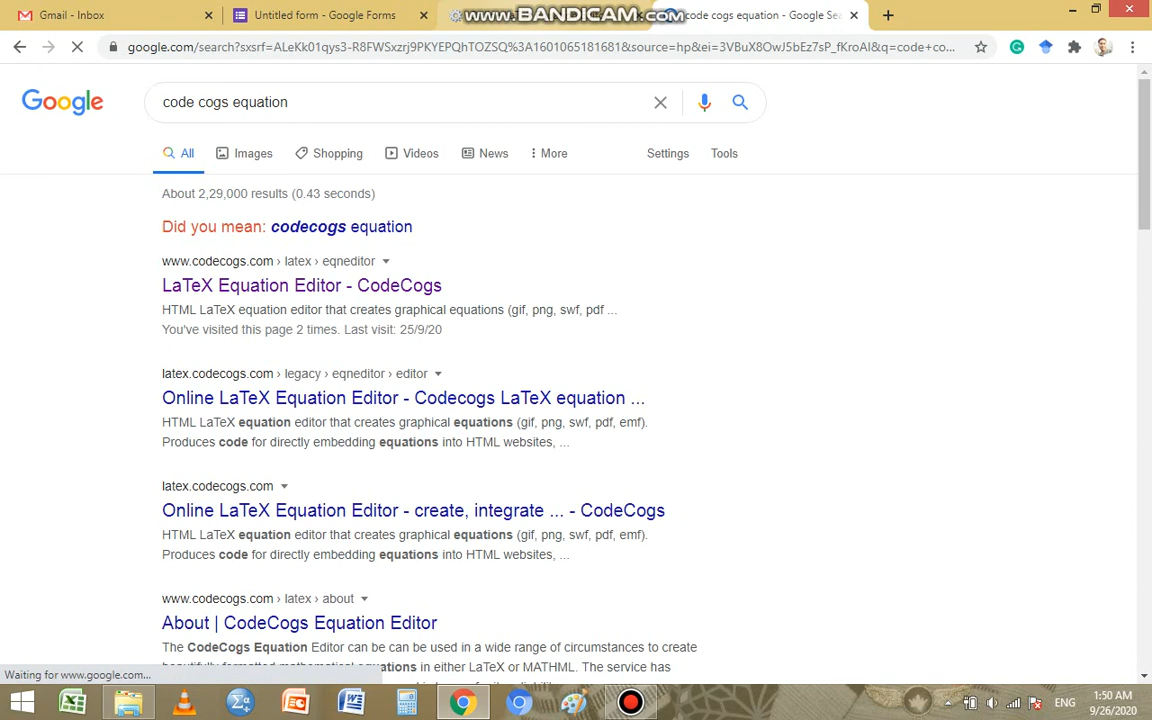 Gmail - Inbox
Untitled form - Google Forms
www.BANDICAM.com
code cogs equation - Google Sea
google.com/search?sxsrf=ALeKk01qys3-R8FWSxzrj9PKYEPQhTOZSQ%3A1601065181681&source=hp&ei=3VBuX8OwJ5bEz7sP_fKroAI&q=code+co...
Google
code cogs equation
All
Images
Shopping
Videos
News
More
Settings
Tools
About 2,29,000 results (0.43 seconds)
Did you mean: codecogs equation
www.codecogs.com › latex › eqneditor
LaTeX Equation Editor - CodeCogs
HTML LaTeX equation editor that creates graphical equations (gif, png, swf, pdf ...
You've visited this page 2 times. Last visit: 25/9/20
latex.codecogs.com › legacy › eqneditor › editor
Online LaTeX Equation Editor - Codecogs LaTeX equation ...
HTML LaTeX equation editor that creates graphical equations (gif, png, swf, pdf, emf).
Produces code for directly embedding equations into HTML websites, ...
latex.codecogs.com
Online LaTeX Equation Editor - create, integrate ... - CodeCogs
HTML LaTeX equation editor that creates graphical equations (gif, png, swf, pdf, emf).
Produces code for directly embedding equations into HTML websites, ...
www.codecogs.com › latex › about
About | CodeCogs Equation Editor
The CodeCogs Equation Editor can be can be used in a wide range of circumstances to create
beautifully formatted mathematical equations in either LaTeX or MATHML. The service has
Waiting for www.google.com...
ENG
1:50 AM
9/26/2020